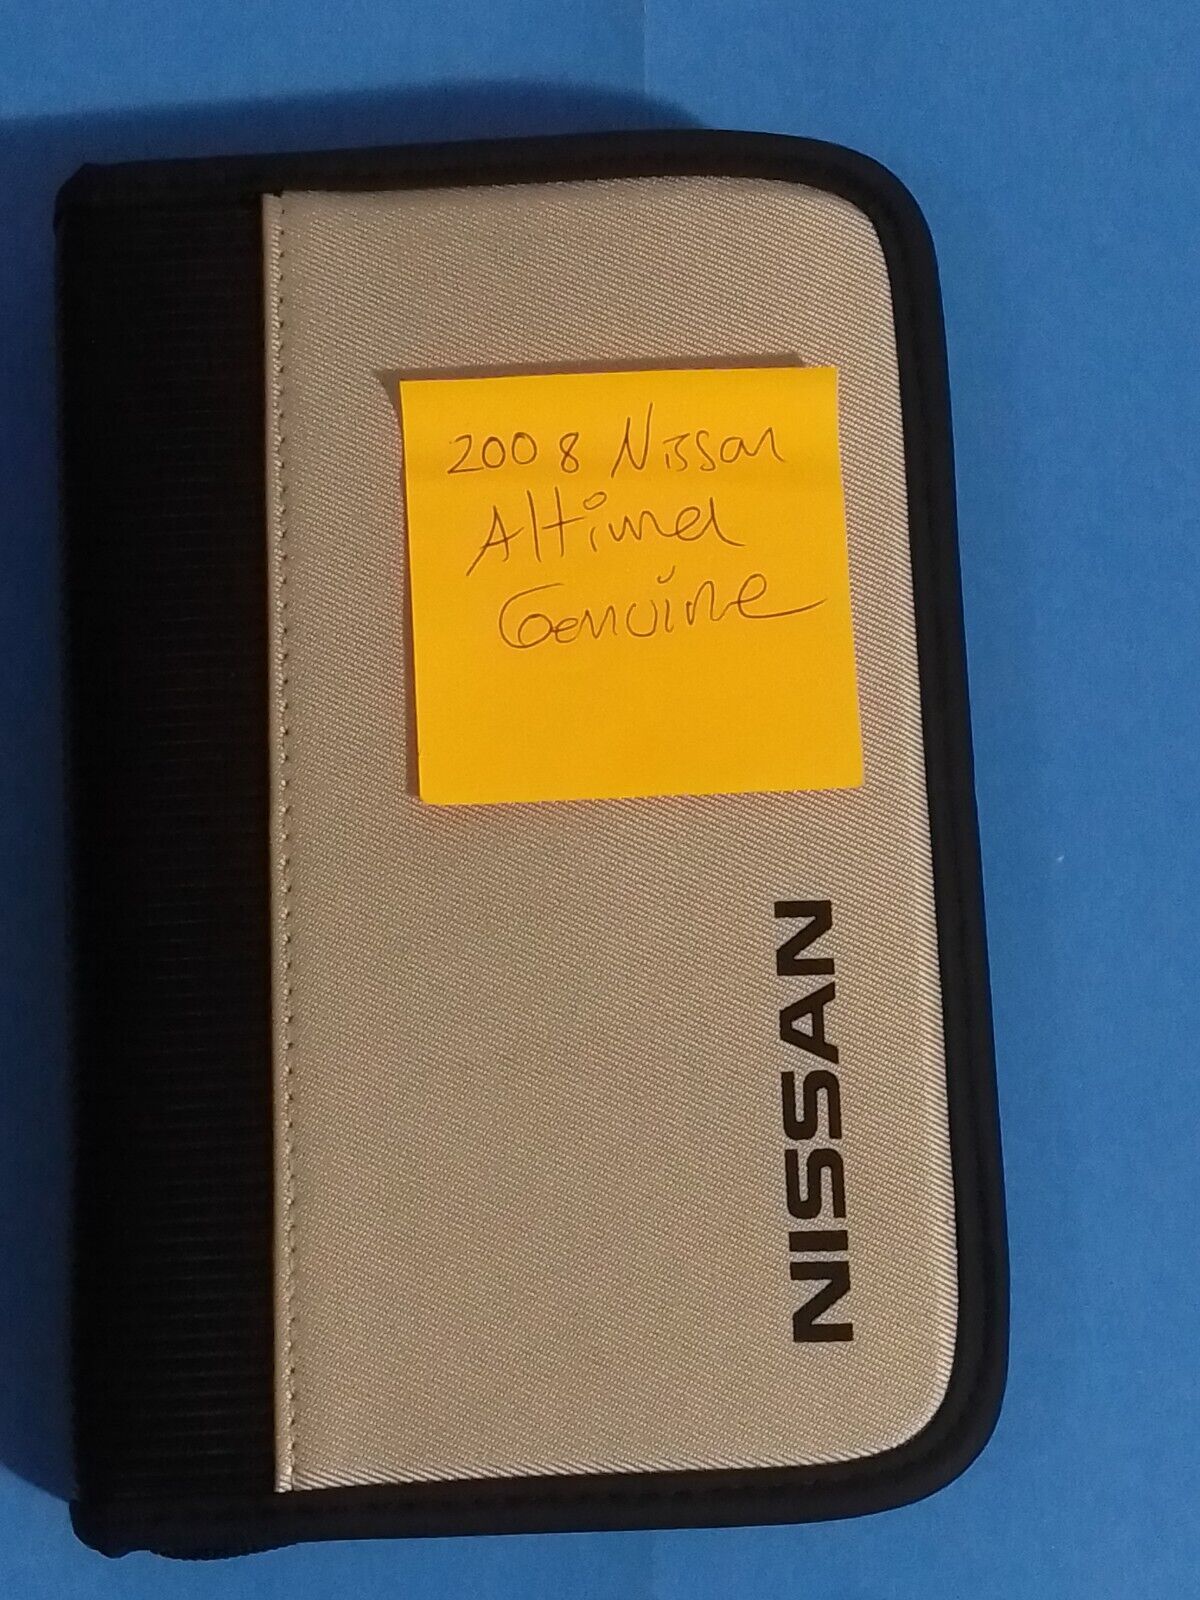 2008 Nissan
Altima
Genuine
NISSAN